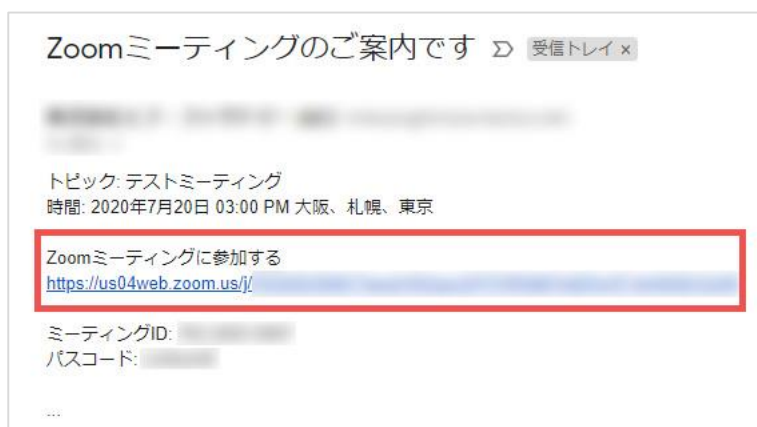 Zoomミーティングのご案内です 受信トレイ ×
トピック: テストミーティング
時間: 2020年7月20日 03:00 PM 大阪、札幌、東京
Zoomミーティングに参加する
https://us04web.zoom.us/j/
ミーティングID:
パスコード:
...